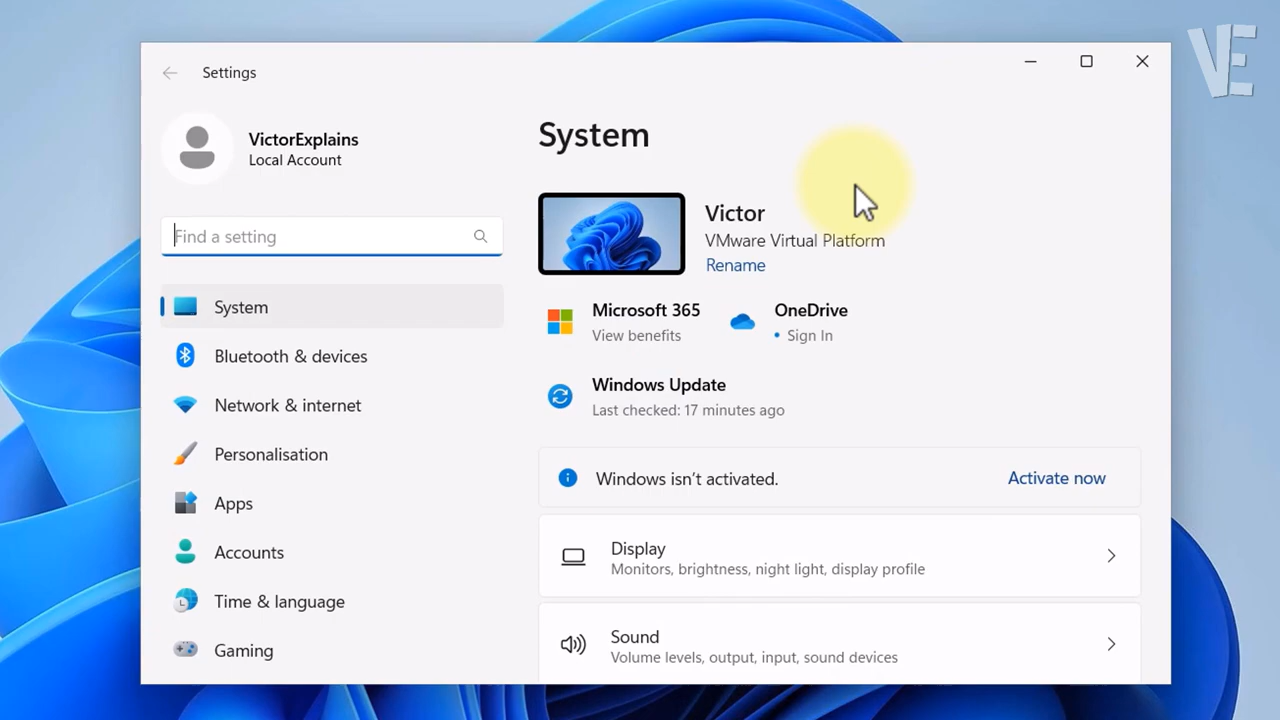 VE
Settings
VictorExplains
Local Account
Find a setting
System
Bluetooth & devices
Network & internet
Personalisation
Apps
Accounts
Time & language
Gaming
System
Victor
VMware Virtual Platform
Rename
Microsoft 365
View benefits
OneDrive
• Sign In
Windows Update
Last checked: 17 minutes ago
Windows isn’t activated.
Activate now
Display
Monitors, brightness, night light, display profile
Sound
Volume levels, output, input, sound devices